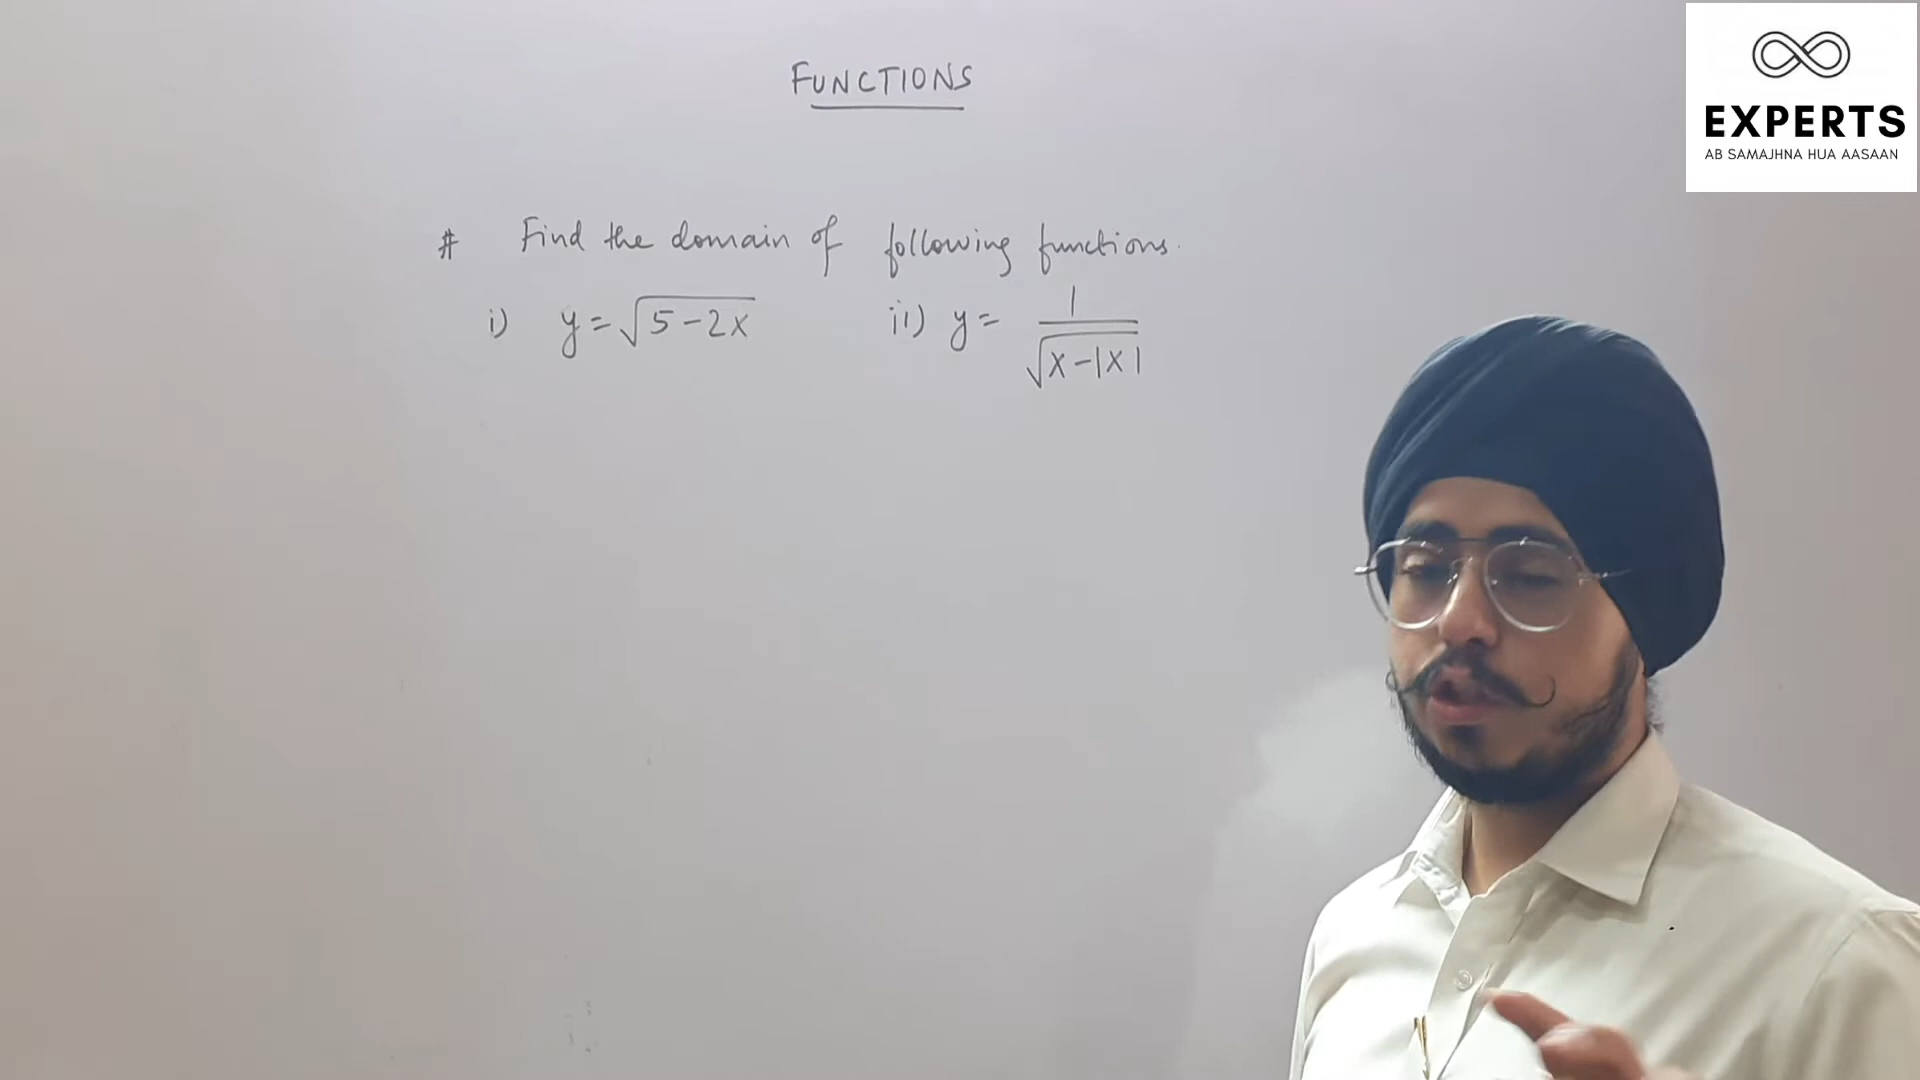 FUNCTIONS
EXPERTS
AB SAMAJHNA HUA AASAAN
# Find the domain of following functions.
i) y = √5-2x ii) y = 1/√x-|x|